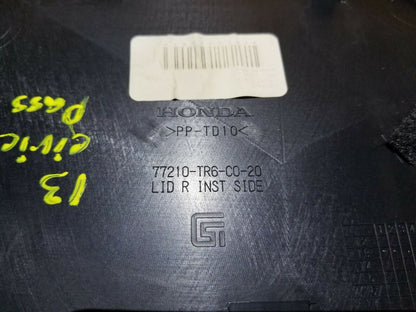 HONDA
>PP-TD10<
77210-TR6-C0-20
LID R INST SIDE
13
civic
Pass